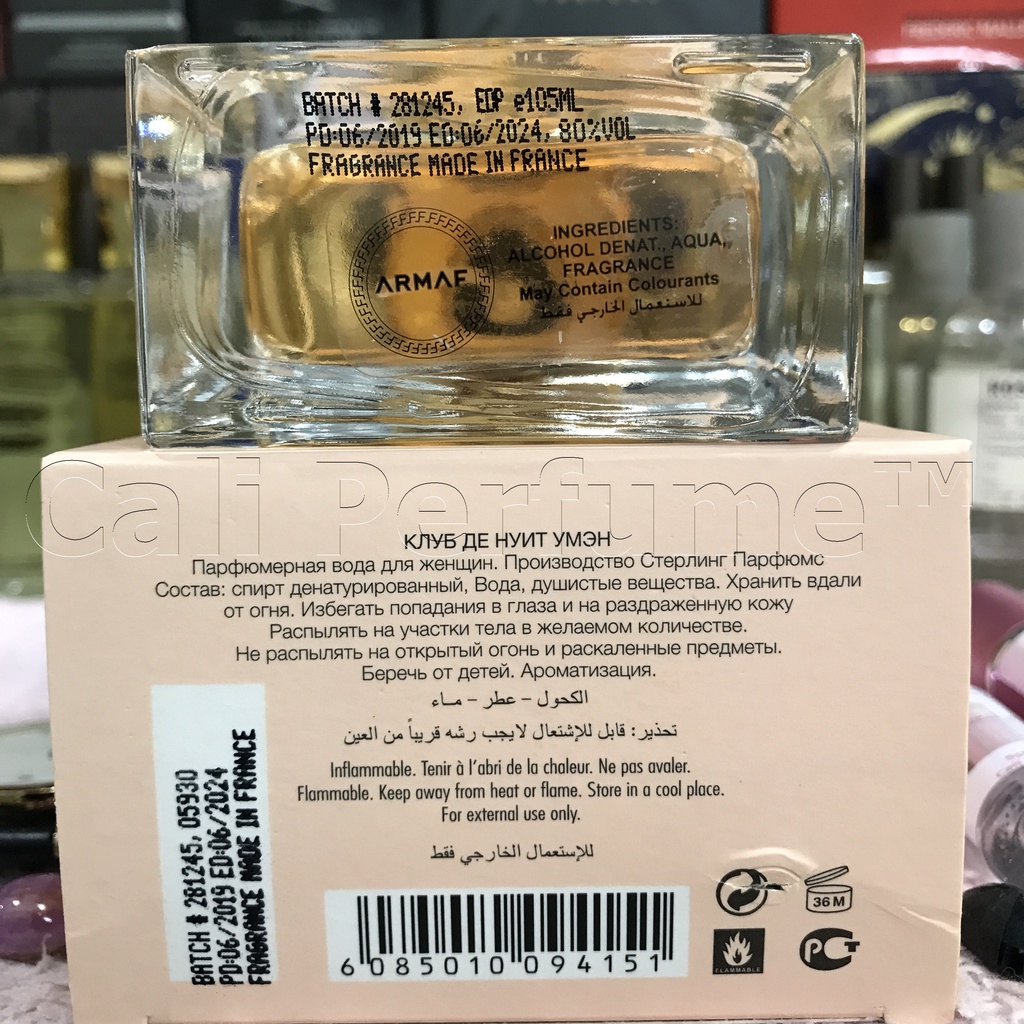 FREDERIC MALLE
BATCH # 281245, EDP e105ML
PD:06/2019 ED:06/2024, 80%VOL
FRAGRANCE MADE IN FRANCE
ARMAF
INGREDIENTS:
ALCOHOL DENAT., AQUA,
FRAGRANCE
May Contain Colourants
للاستعمال الخارجي فقط
Cali Perfume™
КЛУБ ДЕ НУИТ УМЭН
Парфюмерная вода для женщин. Производство Стерлинг Парфюмс
Состав: спирт денатурированный, Вода, душистые вещества. Хранить вдали
от огня. Избегать попадания в глаза и на раздраженную кожу
Распылять на участки тела в желаемом количестве.
Не распылять на открытый огонь и раскаленные предметы.
Беречь от детей. Ароматизация.
الكحول – عطر – مـاء
تحذير: قابل للإشتعال لايجب رشه قريباً من العين
Inflammable. Tenir à l'abri de la chaleur. Ne pas avaler.
Flammable. Keep away from heat or flame. Store in a cool place.
For external use only.
للإستعمال الخارجي فقط
BATCH # 281245, 05930
PD:06/2019 ED:06/2024
FRAGRANCE MADE IN FRANCE
6 085010 094151
36 M
FLAMMABLE
РСТ